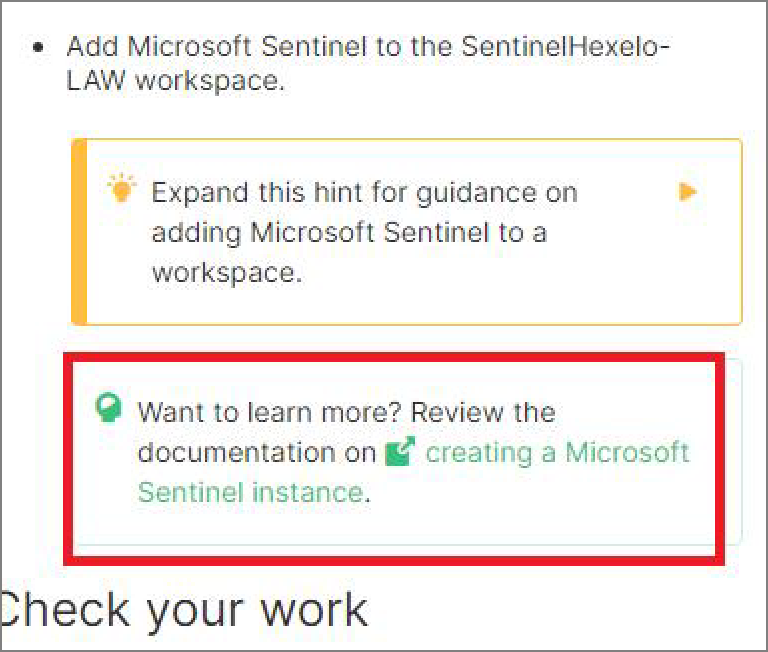 Add Microsoft Sentinel to the SentinelHexelo-
LAW workspace.
Expand this hint for guidance on
adding Microsoft Sentinel to a
workspace.
Want to learn more? Review the
documentation on creating a Microsoft
Sentinel instance.
Check your work